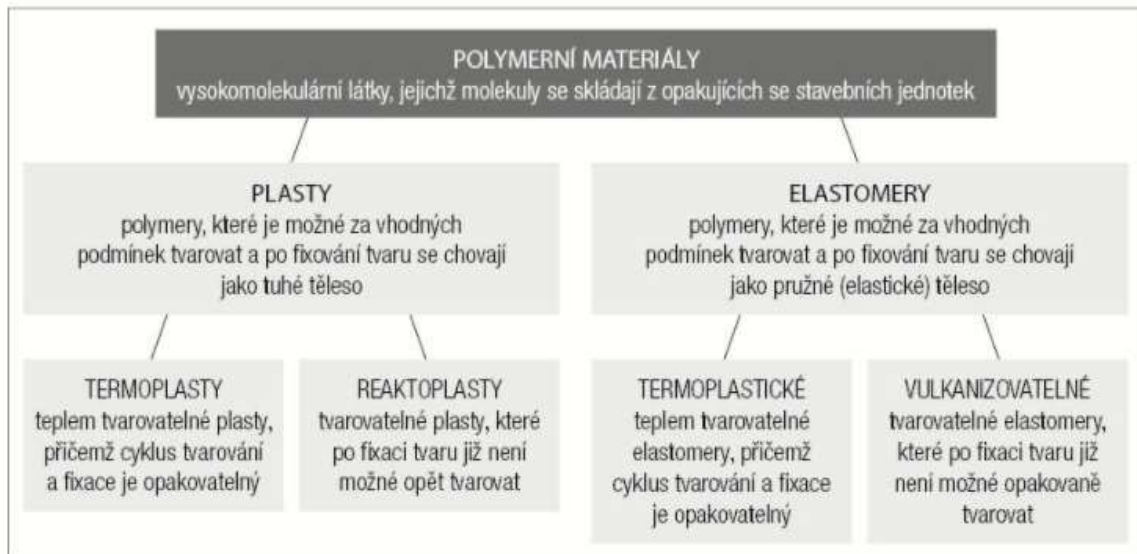 POLYMERNÍ MATERIÁLY
vysokomolekulární látky, jejichž molekuly se skládají z opakujících se stavebních jednotek
PLASTY
polymery, které je možné za vhodných
podmínek tvarovat a po fixování tvaru se chovají
jako tuhé těleso
ELASTOMERY
polymery, které je možné za vhodných
podmínek tvarovat a po fixování tvaru se chovají
jako pružné (elastické) těleso
TERMOPLASTY
teplem tvarovatelné plasty,
přičemž cyklus tvarování
a fixace je opakovatelný
REAKTOPLASTY
tvarovatelné plasty, které
po fixaci tvaru již není
možné opět tvarovat
TERMOPLASTICKÉ
teplem tvarovatelné
elastomery, přičemž
cyklus tvarování a fixace
je opakovatelný
VULKANIZOVATELNÉ
tvarovatelné elastomery,
které po fixaci tvaru již
není možné opakovaně
tvarovat